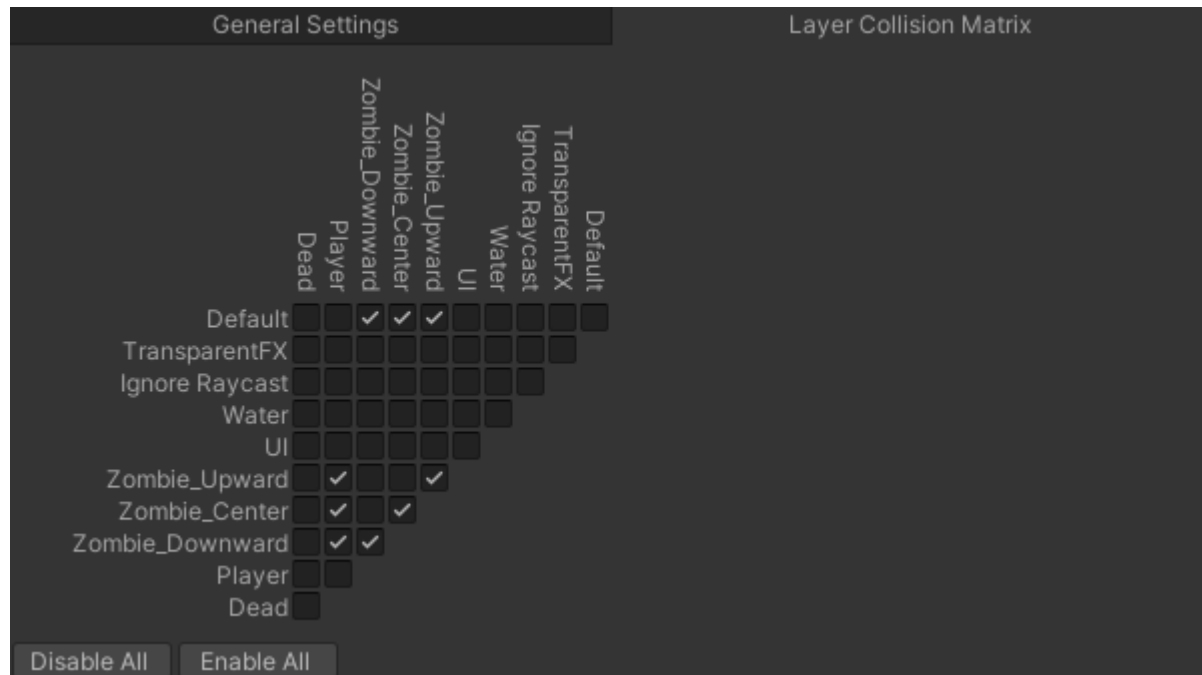 General Settings
Layer Collision Matrix
Dead
Player
Zombie_Downward
Zombie_Center
Zombie_Upward
UI
Water
Ignore Raycast
TransparentFX
Default
Default
TransparentFX
Ignore Raycast
Water
UI
Zombie_Upward
Zombie_Center
Zombie_Downward
Player
Dead
Disable All
Enable All